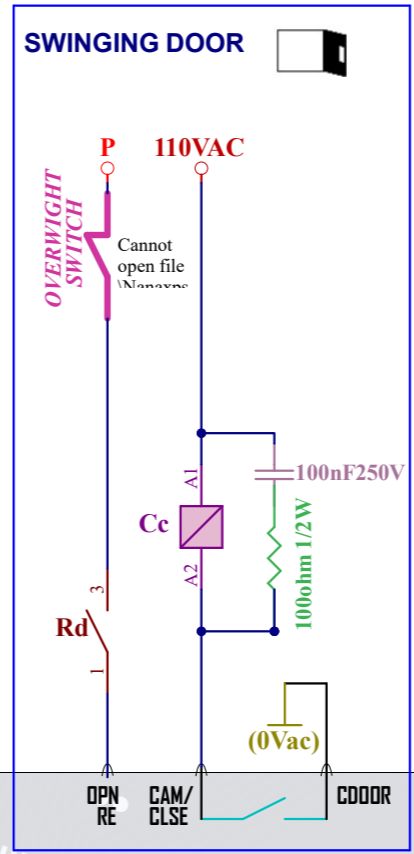 SWINGING DOOR
P
110VAC
OVERWIGHT
SWITCH
Cannot
open file
\Nanaxps
A1
100nF250V
Cc
A2
100ohm 1/2W
3
Rd
1
(0Vac)
OPN
RE
CAM/
CLSE
CDOOR